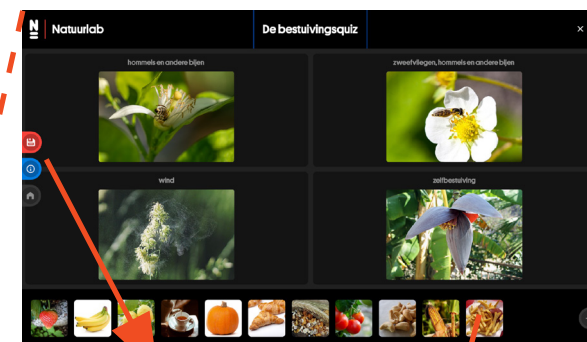 Natuurlab
De bestuivingsquiz
hommels en andere bijen
zweefvliegen, hommels en andere bijen
wind
zelfbestuiving